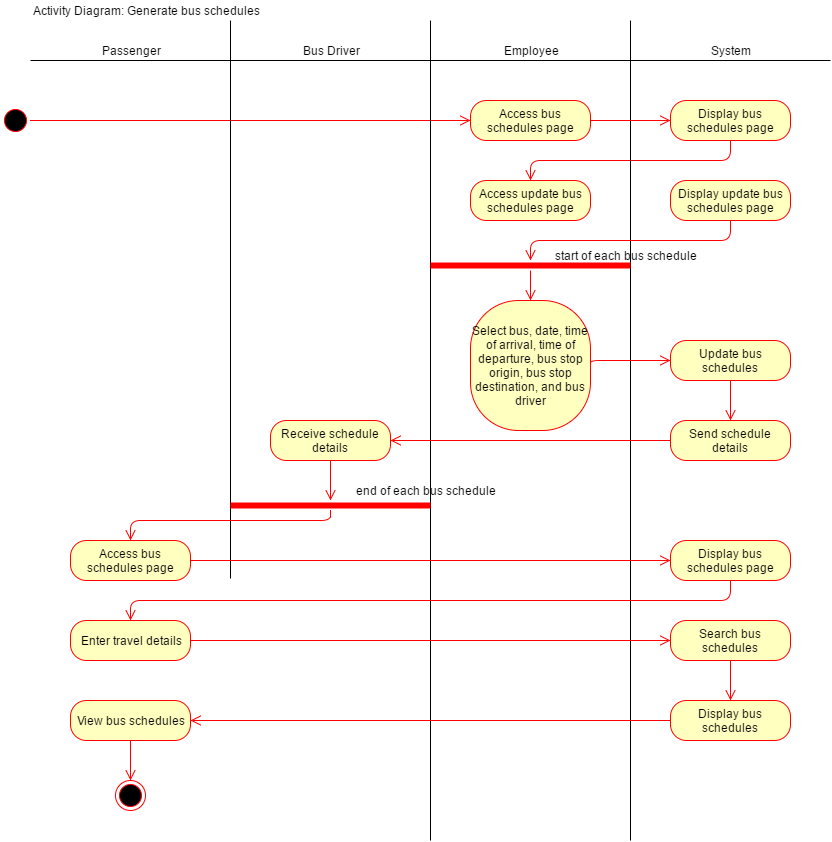 Activity Diagram: Generate bus schedules
Passenger
Bus Driver
Employee
System
Access bus
schedules page
Display bus
schedules page
Access update bus
schedules page
Display update bus
schedules page
start of each bus schedule
Select bus, date, time
of arrival, time of
departure, bus stop
origin, bus stop
destination, and bus
driver
Update bus
schedules
Receive schedule
details
Send schedule
details
end of each bus schedule
Access bus
schedules page
Display bus
schedules page
Enter travel details
Search bus
schedules
View bus schedules
Display bus
schedules